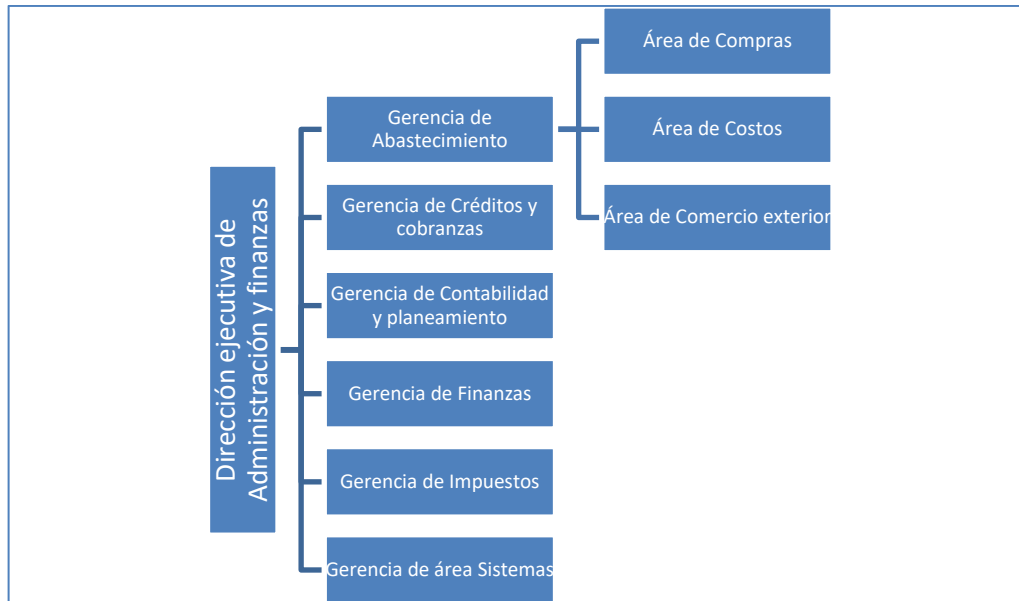 Dirección ejecutiva de
Administración y finanzas
Gerencia de
Abastecimiento
Área de Compras
Área de Costos
Área de Comercio exterior
Gerencia de Créditos y
cobranzas
Gerencia de Contabilidad
y planeamiento
Gerencia de Finanzas
Gerencia de Impuestos
Gerencia de área Sistemas